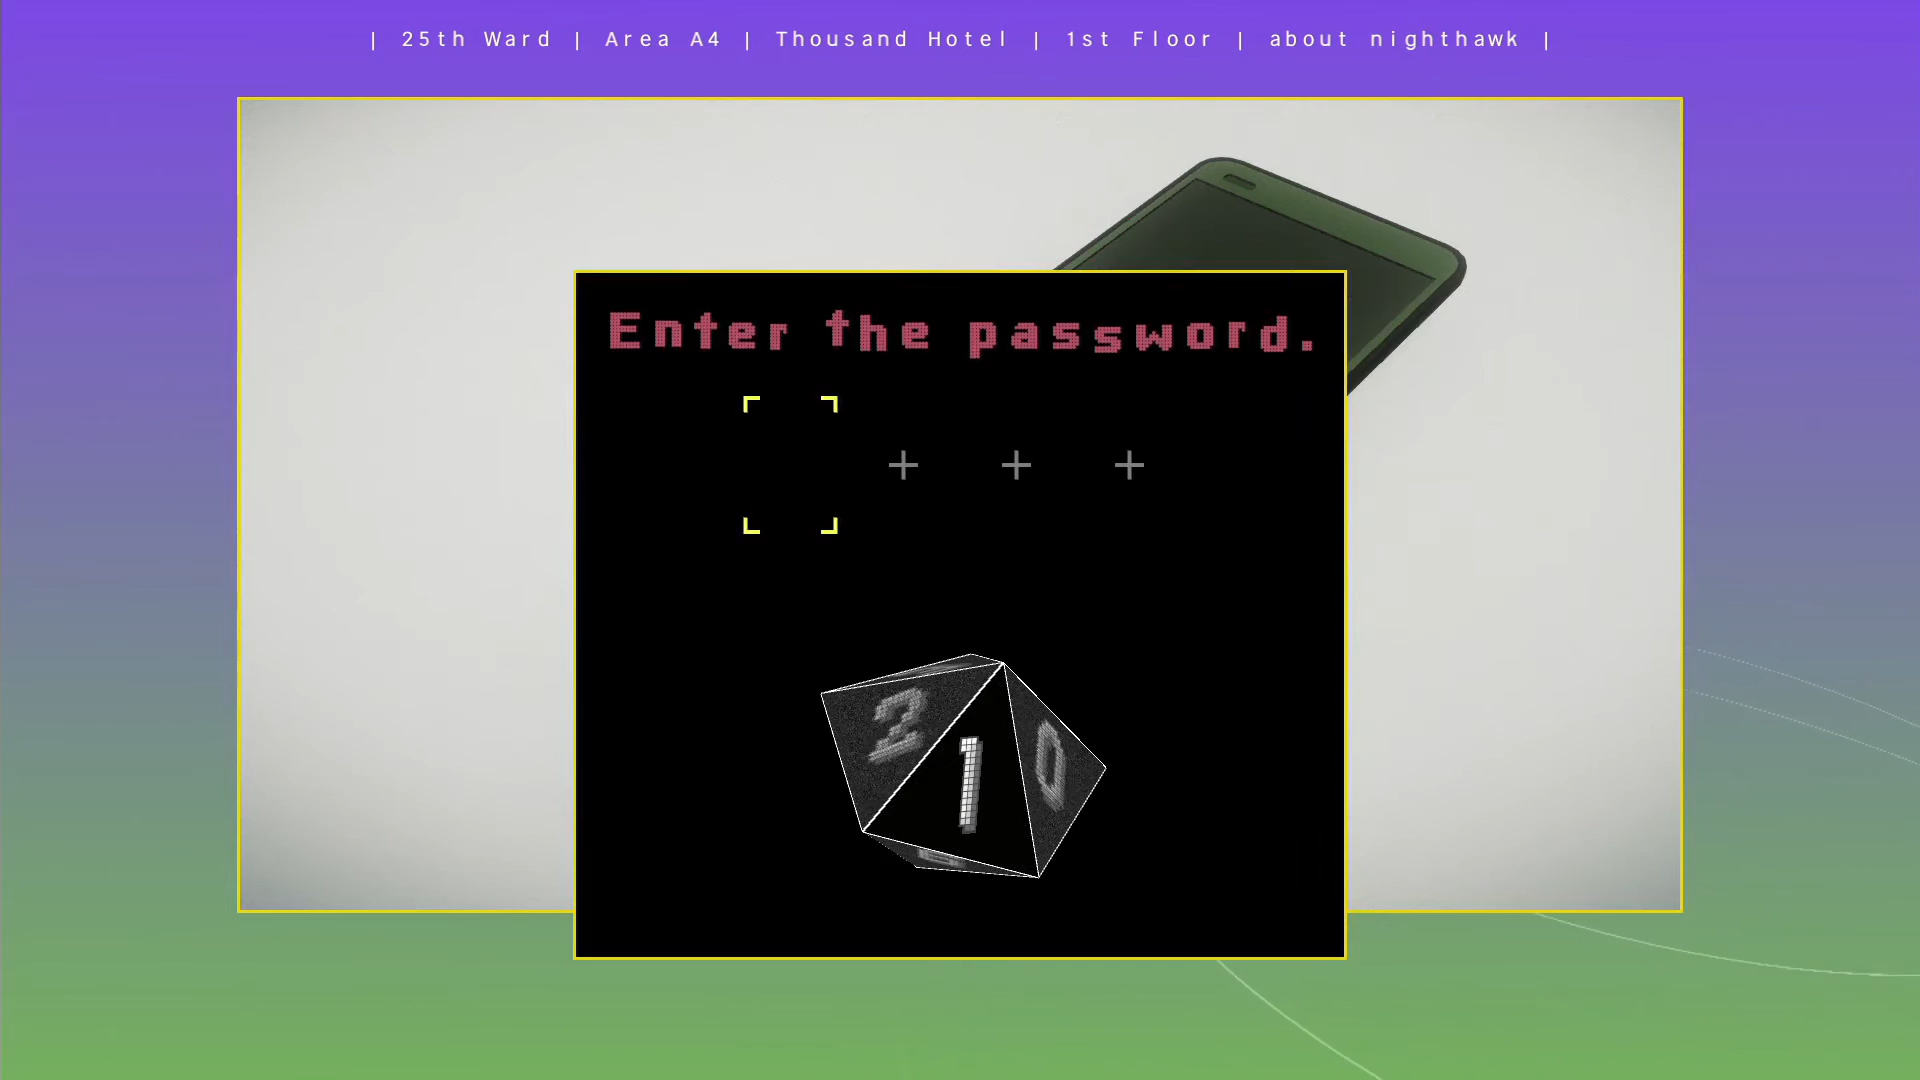 | 25th Ward | Area A4 | Thousand Hotel | 1st Floor | about nighthawk |
Enter the password.
2
1
0